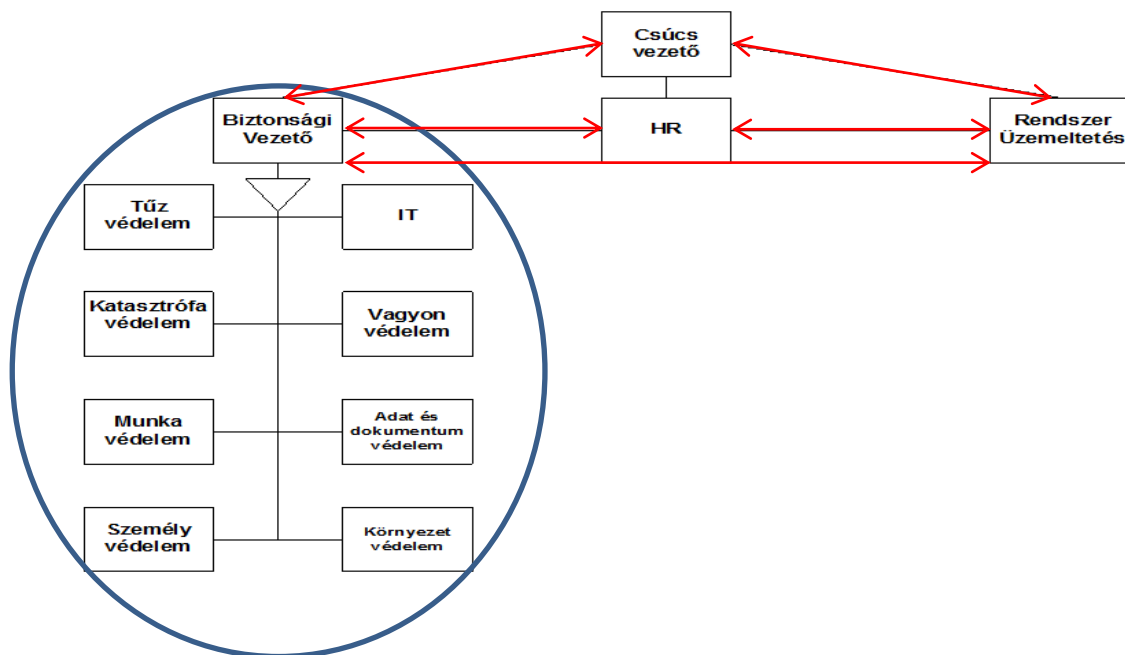 Csúcs
vezető
Biztonsági
Vezető
HR
Rendszer
Üzemeltetés
Tűz
védelem
IT
Katasztrófa
védelem
Vagyon
védelem
Munka
védelem
Adat és
dokumentum
védelem
Személy
védelem
Környezet
védelem